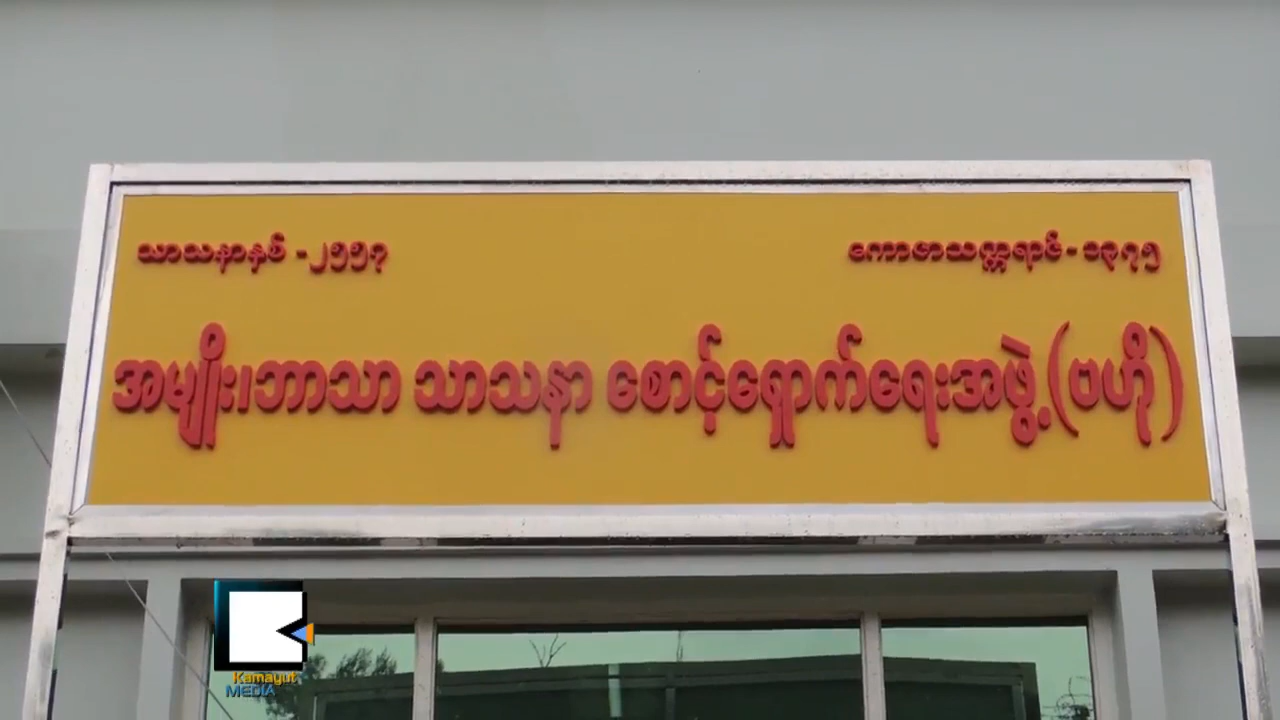 သာသနာနှစ် -၂၅၅၇
ကောဇာသက္ကရာဇ်-၁၃၇၅
အမျိုး၊ဘာသာ သာသနာ စောင့်ရှောက်ရေးအဖွဲ့(ဗဟို)
Kamayut
MEDIA